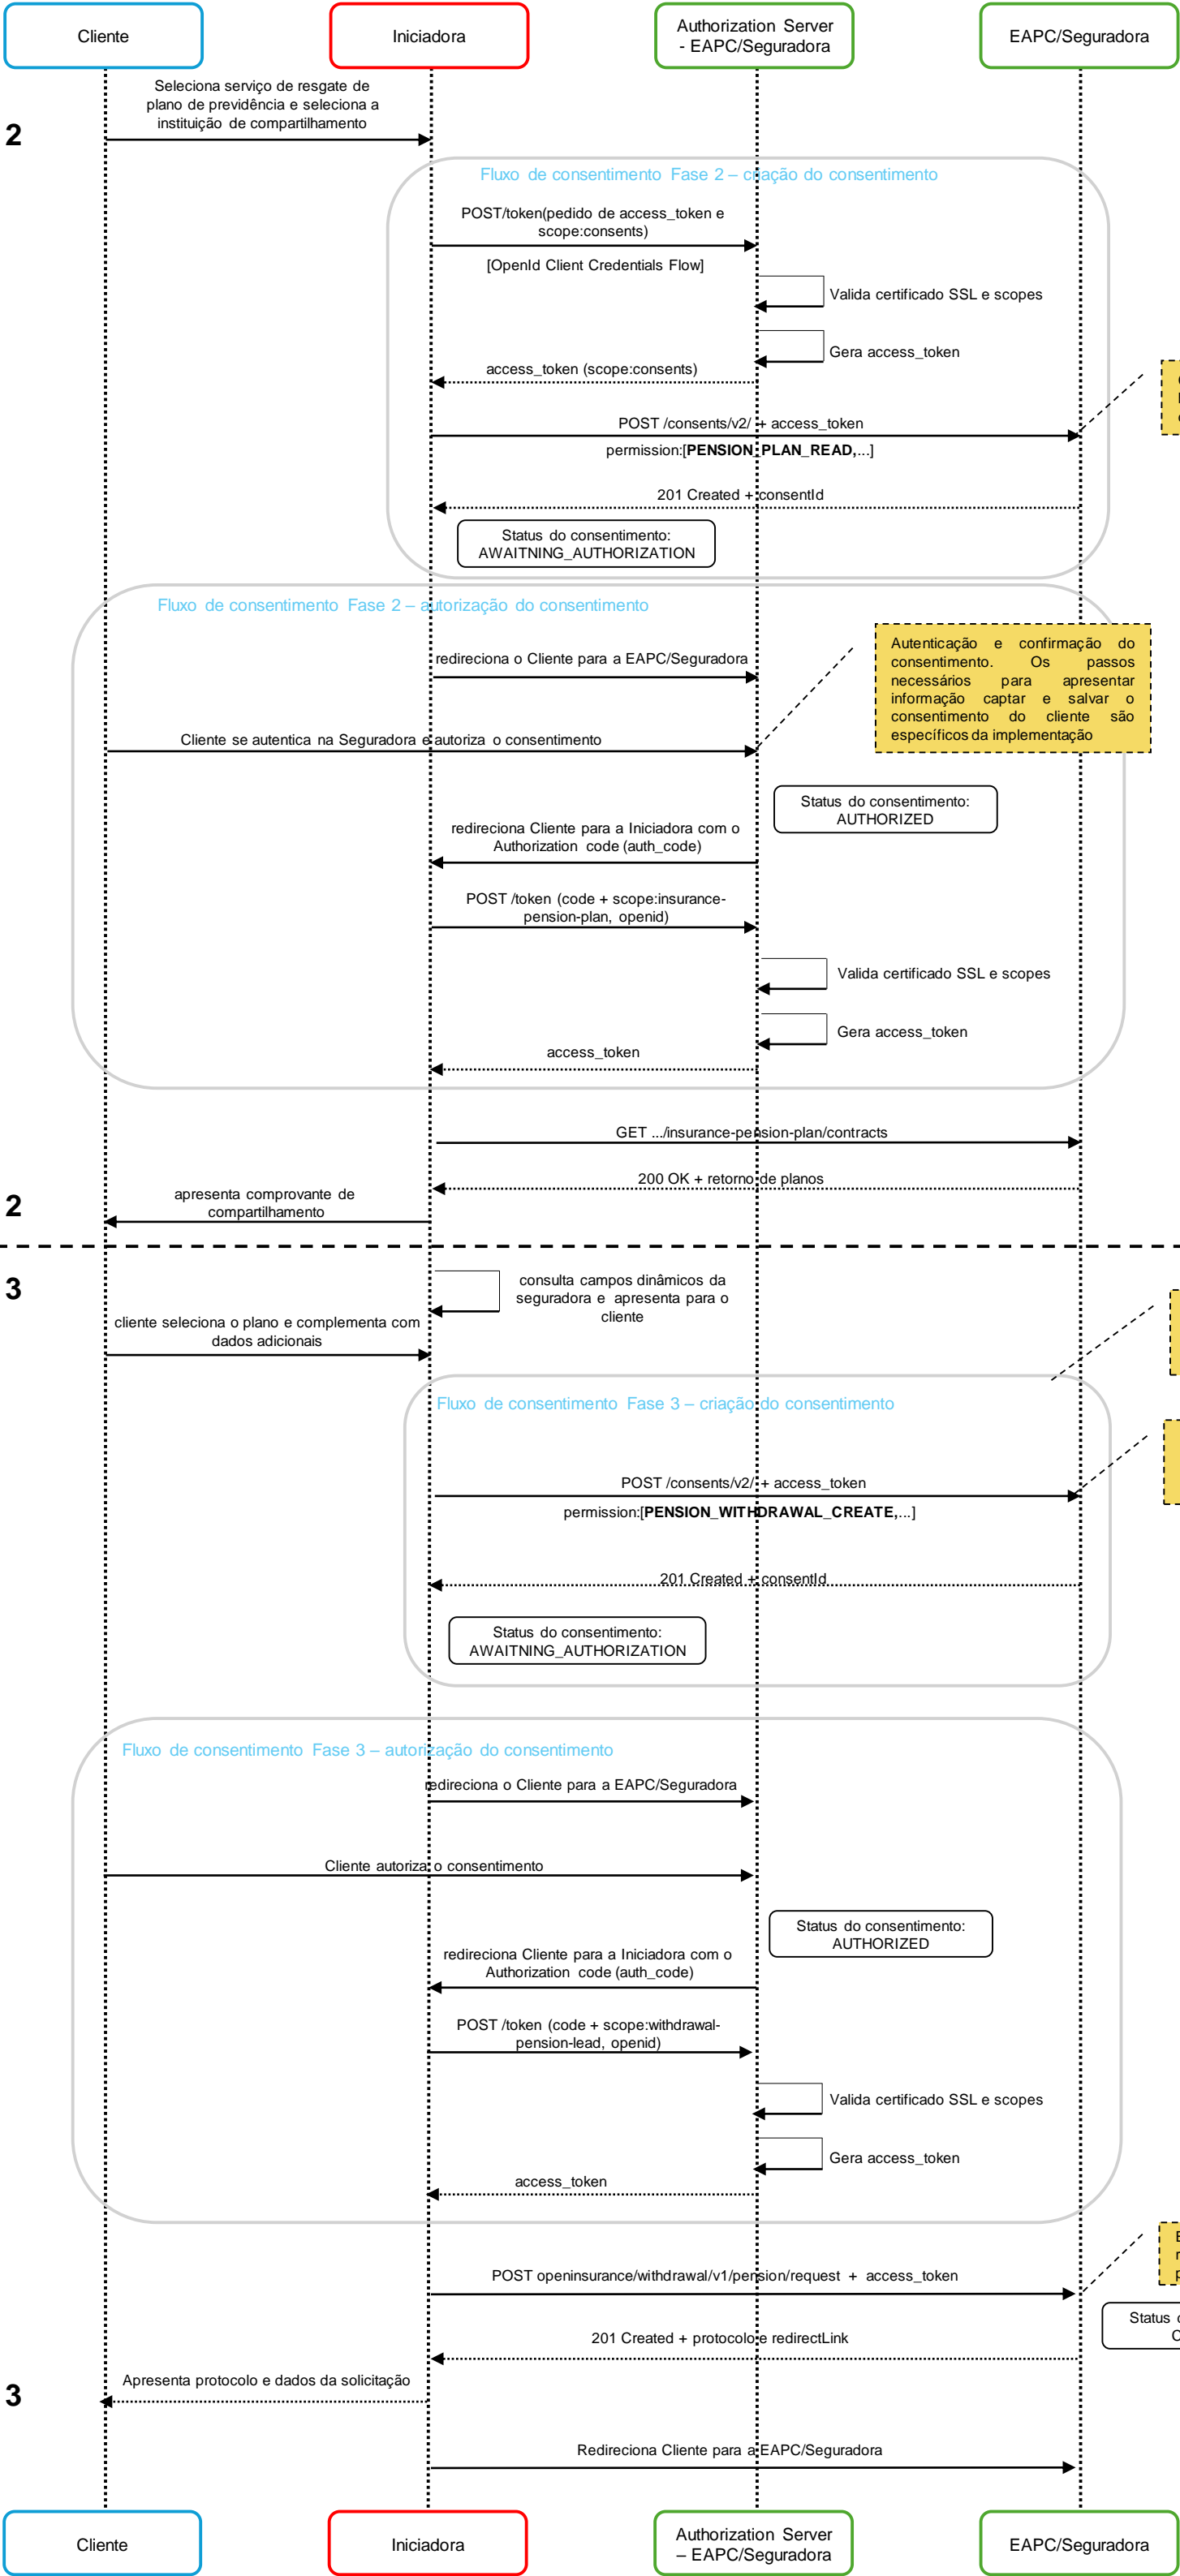 Cliente
Iniciadora
Authorization Server
- EAPC/Seguradora
EAPC/Seguradora
Seleciona serviço de resgate de
plano de previdência e seleciona a
instituição de compartilhamento
2
Fluxo de consentimento Fase 2 – criação do consentimento
POST/token(pedido de access_token e
scope:consents)
[OpenId Client Credentials Flow]
Valida certificado SSL e scopes
Gera access_token
access_token (scope:consents)
POST /consents/v2/ + access_token
permission:[PENSION_PLAN_READ,...]
201 Created + consentId
Status do consentimento:
AWAITNING_AUTHORIZATION
Fluxo de consentimento Fase 2 – autorização do consentimento
Autenticação e confirmação do
consentimento. Os passos
necessários para apresentar
informação captar e salvar o
consentimento do cliente são
específicos da implementação
redireciona o Cliente para a EAPC/Seguradora
Cliente se autentica na Seguradora e autoriza o consentimento
Status do consentimento:
AUTHORIZED
redireciona Cliente para a Iniciadora com o
Authorization code (auth_code)
POST /token (code + scope:insurance-
pension-plan, openid)
Valida certificado SSL e scopes
Gera access_token
access_token
GET .../insurance-pension-plan/contracts
200 OK + retorno de planos
2
apresenta comprovante de
compartilhamento
3
consulta campos dinâmicos da
seguradora e apresenta para o
cliente
cliente seleciona o plano e complementa com
dados adicionais
Fluxo de consentimento Fase 3 – criação do consentimento
POST /consents/v2/ + access_token
permission:[PENSION_WITHDRAWAL_CREATE,...]
201 Created + consentId
Status do consentimento:
AWAITNING_AUTHORIZATION
Fluxo de consentimento Fase 3 – autorização do consentimento
redireciona o Cliente para a EAPC/Seguradora
Cliente autoriza o consentimento
Status do consentimento:
AUTHORIZED
redireciona Cliente para a Iniciadora com o
Authorization code (auth_code)
POST /token (code + scope:withdrawal-
pension-lead, openid)
Valida certificado SSL e scopes
Gera access_token
access_token
POST openinsurance/withdrawal/v1/pension/request + access_token
Status
201 Created + protocolo e redirectLink
Apresenta protocolo e dados da solicitação
3
Redireciona Cliente para a EAPC/Seguradora
Cliente
Iniciadora
Authorization Server
– EAPC/Seguradora
EAPC/Seguradora